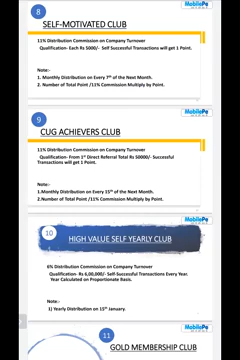 8
MobilePe
SELF-MOTIVATED CLUB
11% Distribution Commission on Company Turnover
Qualification- Each Rs 5000/- Self Successful Transactions will get 1 Point.
Note:-
1. Monthly Distribution on Every 7th of the Next Month.
2. Number of Total Point /11% Commission Multiply by Point.
9
MobilePe
CUG ACHIEVERS CLUB
11% Distribution Commission on Company Turnover
Qualification- From 1st Direct Referral Total Rs 50000/- Successful
Transactions will get 1 Point.
Note:-
1.Monthly Distribution on Every 15th of the Next Month.
2.Number of Total Point /11% Commission Multiply by Point.
10
MobilePe
HIGH VALUE SELF YEARLY CLUB
6% Distribution Commission on Company Turnover
Qualification- Rs 6,00,000/- Self-Successful Transactions Every Year.
Year Calculated on Proportionate Basis.
Note:-
1) Yearly Distribution on 15th January.
11
MobilePe
GOLD MEMBERSHIP CLUB